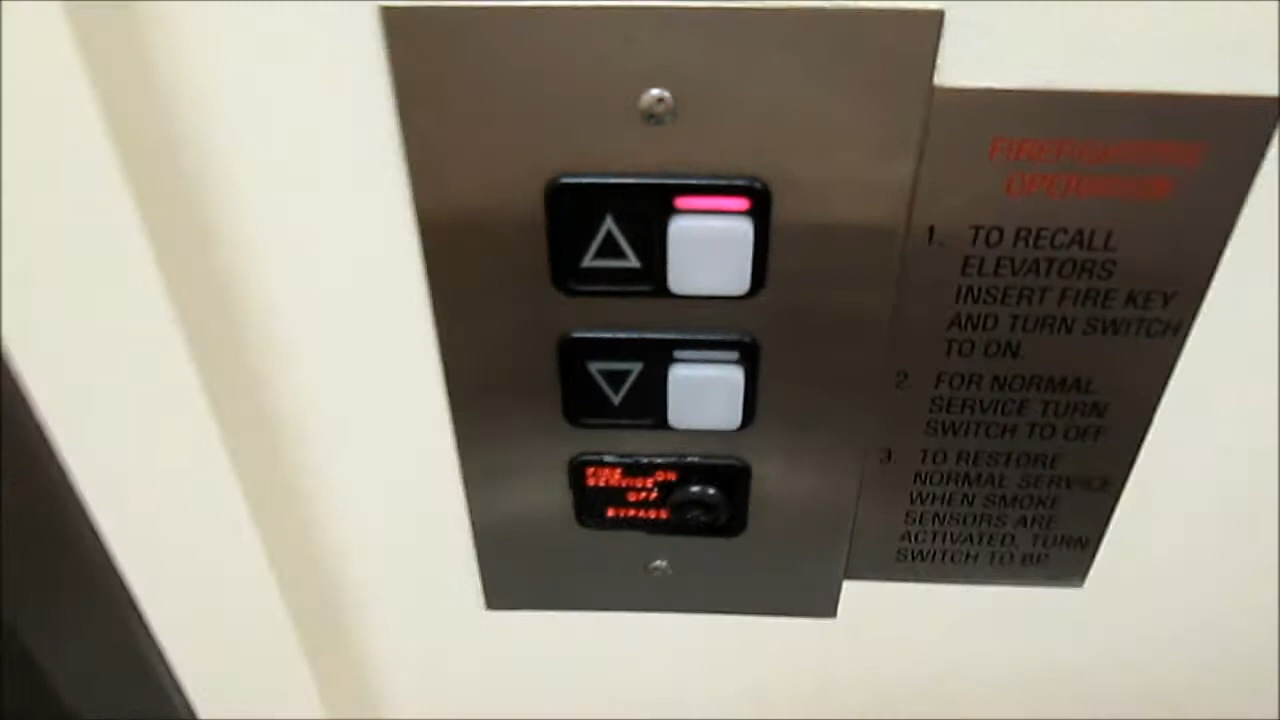 FIRE ON
SERVICE
OFF
BYPASS
FIREFIGHTERS
OPERATION
1. TO RECALL
ELEVATORS
INSERT FIRE KEY
AND TURN SWITCH
TO ON.
2. FOR NORMAL
SERVICE TURN
SWITCH TO OFF
3. TO RESTORE
NORMAL SERVICE
WHEN SMOKE
SENSORS ARE
ACTIVATED, TURN
SWITCH TO BP